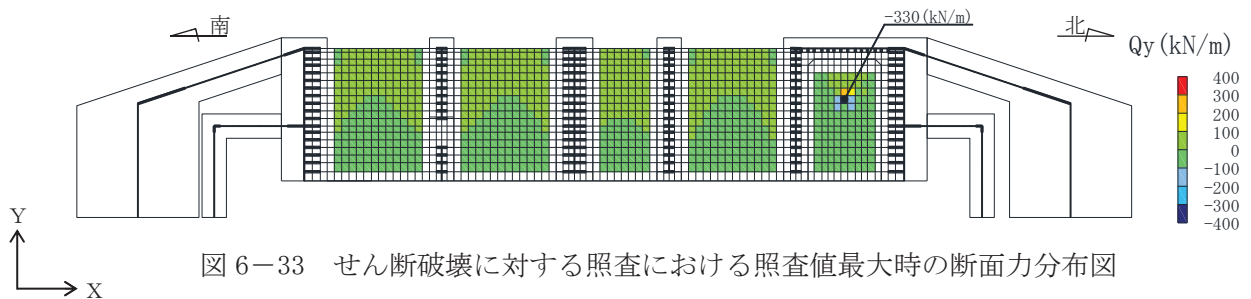 -330(kN/m)
南
北
Qy(kN/m)
400
300
200
100
0
-100
-200
-300
-400
Y
X
図 6-33 せん断破壊に対する照査における照査値最大時の断面力分布図